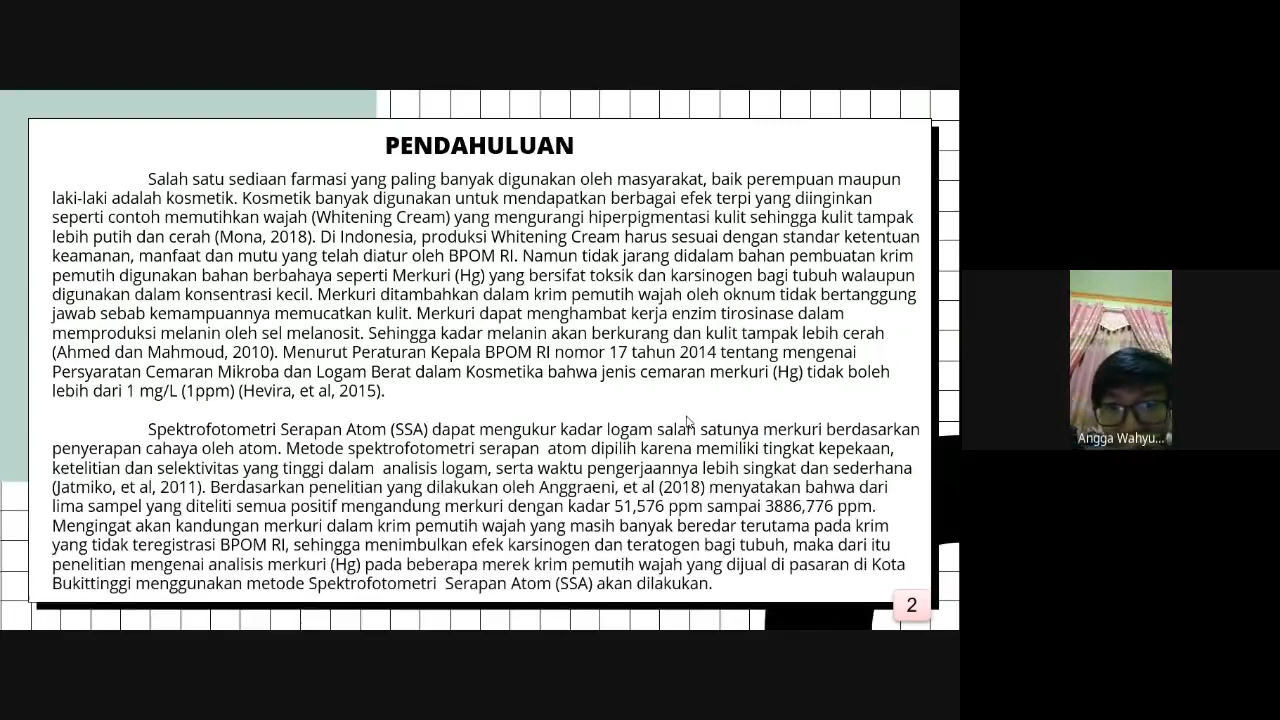 PENDAHULUAN
Salah satu sediaan farmasi yang paling banyak digunakan oleh masyarakat, baik perempuan maupun
laki-laki adalah kosmetik. Kosmetik banyak digunakan untuk mendapatkan berbagai efek terpi yang diinginkan
seperti contoh memutihkan wajah (Whitening Cream) yang mengurangi hiperpigmentasi kulit sehingga kulit tampak
lebih putih dan cerah (Mona, 2018). Di Indonesia, produksi Whitening Cream harus sesuai dengan standar ketentuan
keamanan, manfaat dan mutu yang telah diatur oleh BPOM RI. Namun tidak jarang didalam bahan pembuatan krim
pemutih digunakan bahan berbahaya seperti Merkuri (Hg) yang bersifat toksik dan karsinogen bagi tubuh walaupun
digunakan dalam konsentrasi kecil. Merkuri ditambahkan dalam krim pemutih wajah oleh oknum tidak bertanggung
jawab sebab kemampuannya memucatkan kulit. Merkuri dapat menghambat kerja enzim tirosinase dalam
memproduksi melanin oleh sel melanosit. Sehingga kadar melanin akan berkurang dan kulit tampak lebih cerah
(Ahmed dan Mahmoud, 2010). Menurut Peraturan Kepala BPOM RI nomor 17 tahun 2014 tentang mengenai
Persyaratan Cemaran Mikroba dan Logam Berat dalam Kosmetika bahwa jenis cemaran merkuri (Hg) tidak boleh
lebih dari 1 mg/L (1ppm) (Hevira, et al, 2015).
Spektrofotometri Serapan Atom (SSA) dapat mengukur kadar logam salah satunya merkuri berdasarkan
penyerapan cahaya oleh atom. Metode spektrofotometri serapan atom dipilih karena memiliki tingkat kepekaan,
ketelitian dan selektivitas yang tinggi dalam analisis logam, serta waktu pengerjaannya lebih singkat dan sederhana
(Jatmiko, et al, 2011). Berdasarkan penelitian yang dilakukan oleh Anggraeni, et al (2018) menyatakan bahwa dari
lima sampel yang diteliti semua positif mengandung merkuri dengan kadar 51,576 ppm sampai 3886,776 ppm.
Mengingat akan kandungan merkuri dalam krim pemutih wajah yang masih banyak beredar terutama pada krim
yang tidak teregistrasi BPOM RI, sehingga menimbulkan efek karsinogen dan teratogen bagi tubuh, maka dari itu
penelitian mengenai analisis merkuri (Hg) pada beberapa merek krim pemutih wajah yang dijual di pasaran di Kota
Bukittinggi menggunakan metode Spektrofotometri Serapan Atom (SSA) akan dilakukan.
2
Angga Wahyu...